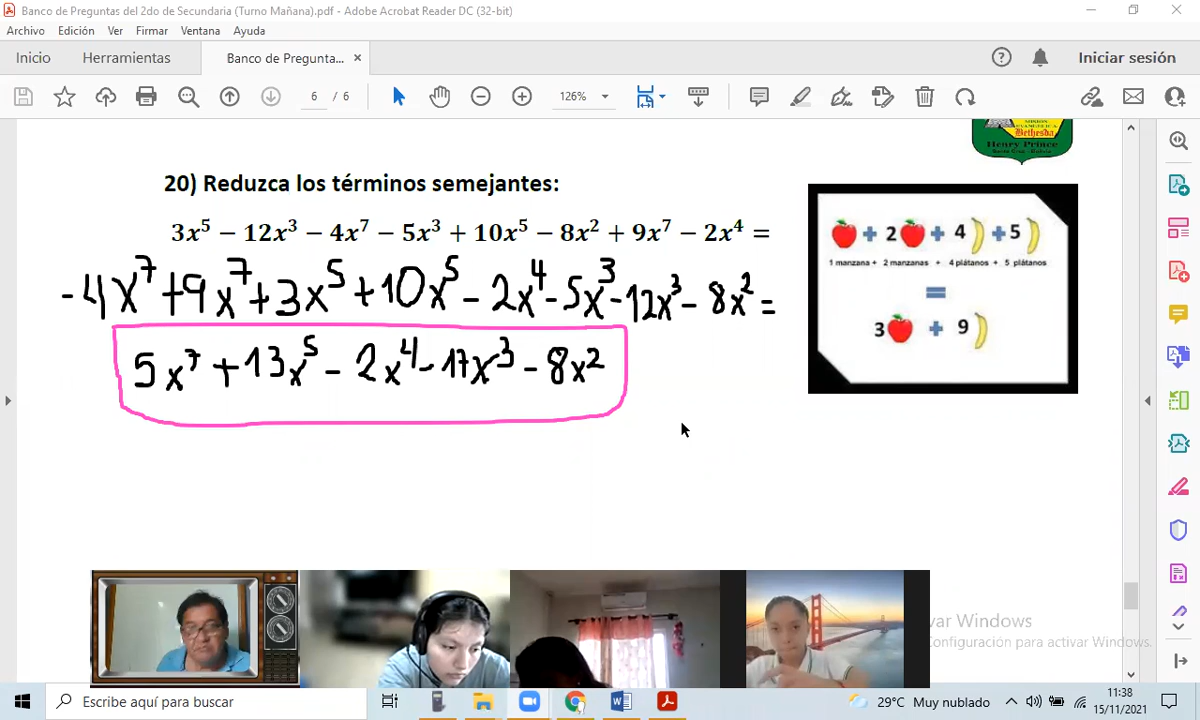 Banco de Preguntas del 2do de Secundaria (Turno Mañana).pdf - Adobe Acrobat Reader DC (32-bit)
Archivo Edición Ver Firmar Ventana Ayuda
Inicio Herramientas Banco de Pregunta... × Iniciar sesión
6 / 6 126%
Bethesda
Henry Prince
20) Reduzca los términos semejantes:
3x⁵ − 12x³ − 4x⁷ − 5x³ + 10x⁵ − 8x² + 9x⁷ − 2x⁴ =
-4x⁷ +9x⁷ +3x⁵ +10x⁵ - 2x⁴ - 5x³ - 12x³ - 8x² =
5x⁷ + 13x⁵ - 2x⁴ - 17x³ - 8x²
+ 2 + 4 + 5
1 manzana + 2 manzanas + 4 plátanos + 5 plátanos
=
3 + 9
var Windows
Configuración para activar Windows.
Escribe aquí para buscar
29°C Muy nublado
11:38
15/11/2021